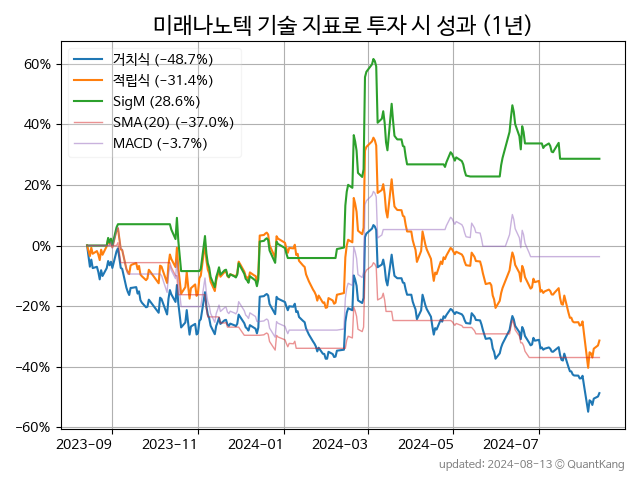 미래나노텍 기술 지표로 투자 시 성과 (1년)
거치식 (−48.7%)
적립식 (−31.4%)
SigM (28.6%)
SMA(20) (−37.0%)
MACD (−3.7%)
60%
40%
20%
0%
−20%
−40%
−60%
2023-09 2023-11 2024-01 2024-03 2024-05 2024-07
updated: 2024-08-13 ⓒ QuantKang